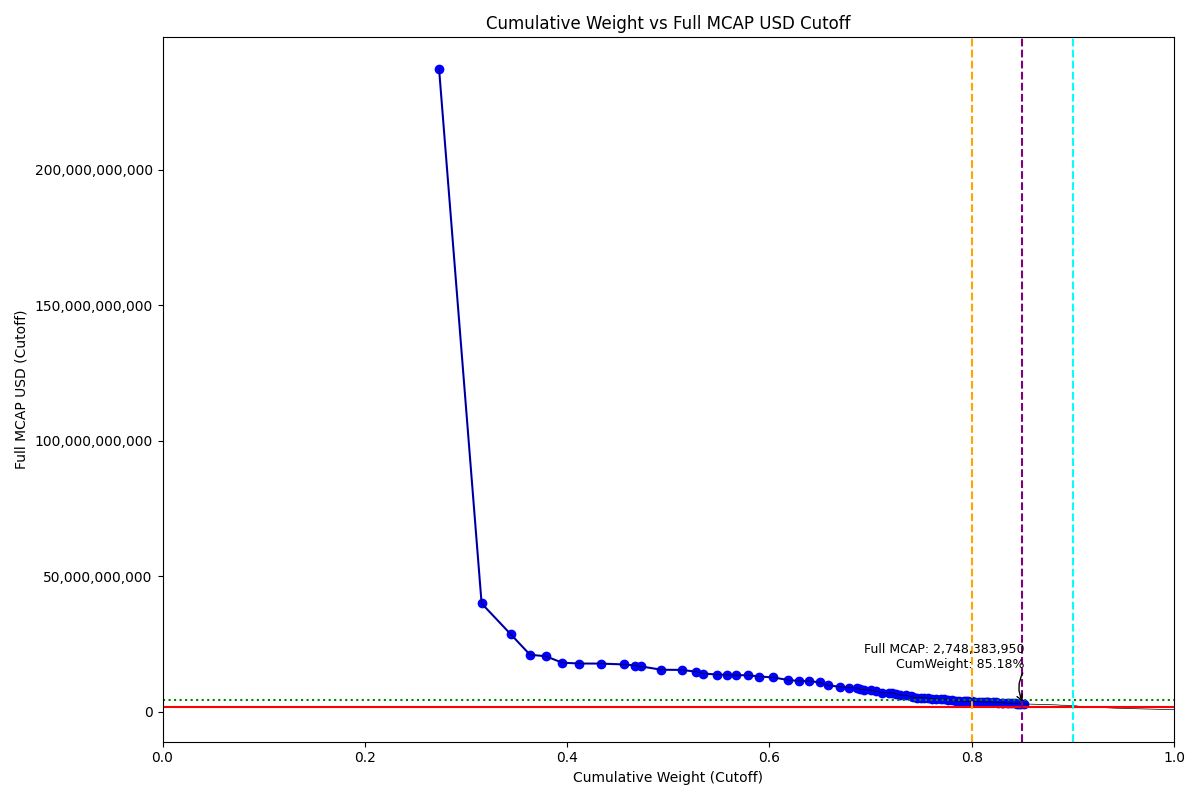 Cumulative Weight vs Full MCAP USD Cutoff
Full MCAP USD (Cutoff)
200,000,000,000
150,000,000,000
100,000,000,000
50,000,000,000
0
Full MCAP: 2,748,383,950
CumWeight: 85.18%
0.0 0.2 0.4 0.6 0.8 1.0
Cumulative Weight (Cutoff)